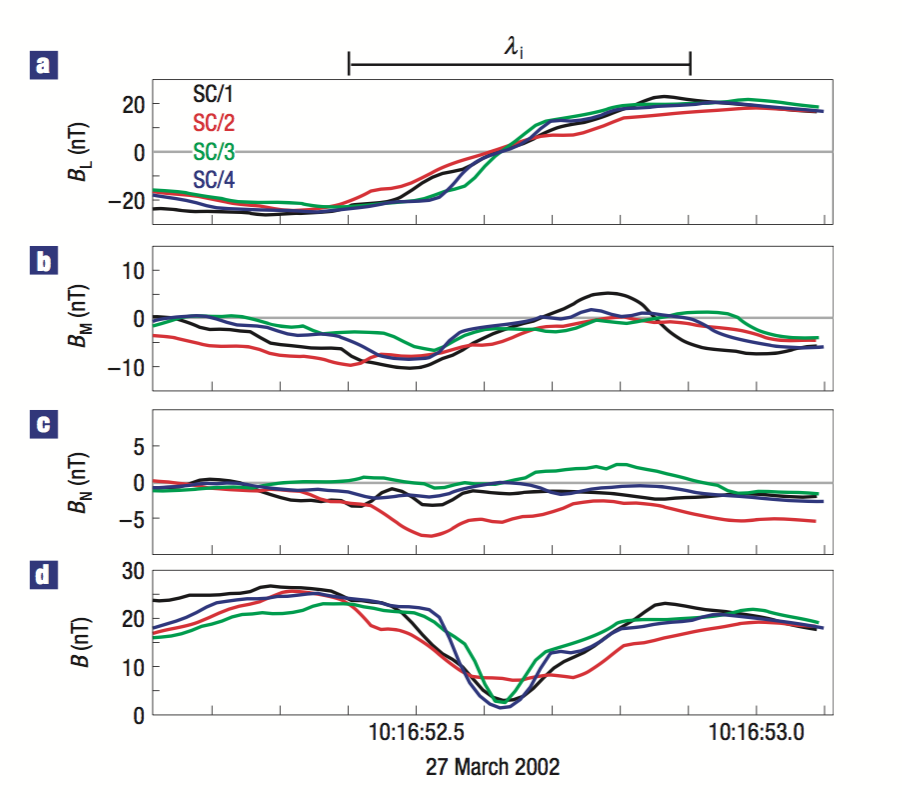 λi
a
20
0
−20
BL (nT)
SC/1
SC/2
SC/3
SC/4
b
10
0
−10
BM (nT)
c
5
0
−5
BN (nT)
d
30
20
10
0
B (nT)
10:16:52.5
10:16:53.0
27 March 2002